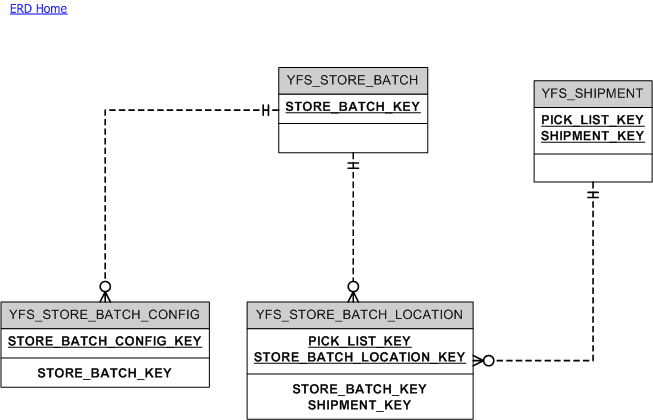 ERD Home
YFS_STORE_BATCH
STORE_BATCH_KEY
YFS_SHIPMENT
PICK_LIST_KEY
SHIPMENT_KEY
YFS_STORE_BATCH_CONFIG
STORE_BATCH_CONFIG_KEY
STORE_BATCH_KEY
YFS_STORE_BATCH_LOCATION
PICK_LIST_KEY
STORE_BATCH_LOCATION_KEY
STORE_BATCH_KEY
SHIPMENT_KEY